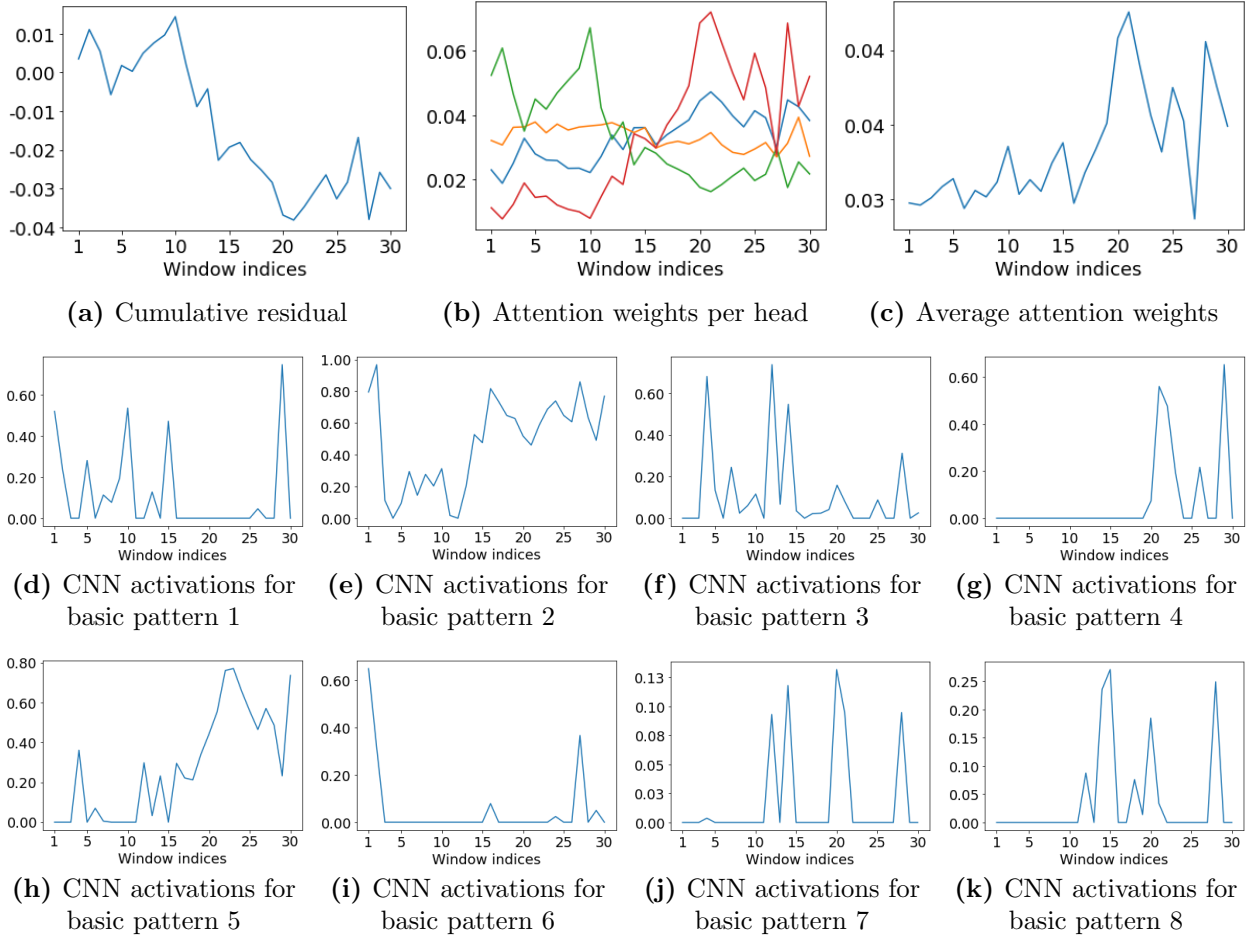 0.01
0.00
-0.01
-0.02
-0.03
-0.04
1 5 10 15 20 25 30
Window indices
(a) Cumulative residual
0.06
0.04
0.02
1 5 10 15 20 25 30
Window indices
(b) Attention weights per head
0.04
0.04
0.03
1 5 10 15 20 25 30
Window indices
(c) Average attention weights
0.60
0.40
0.20
0.00
1 5 10 15 20 25 30
Window indices
(d) CNN activations for
basic pattern 1
1.00
0.80
0.60
0.40
0.20
0.00
1 5 10 15 20 25 30
Window indices
(e) CNN activations for
basic pattern 2
0.60
0.40
0.20
0.00
1 5 10 15 20 25 30
Window indices
(f) CNN activations for
basic pattern 3
0.60
0.40
0.20
0.00
1 5 10 15 20 25 30
Window indices
(g) CNN activations for
basic pattern 4
0.80
0.60
0.40
0.20
0.00
1 5 10 15 20 25 30
Window indices
(h) CNN activations for
basic pattern 5
0.60
0.40
0.20
0.00
1 5 10 15 20 25 30
Window indices
(i) CNN activations for
basic pattern 6
0.13
0.10
0.08
0.05
0.03
0.00
1 5 10 15 20 25 30
Window indices
(j) CNN activations for
basic pattern 7
0.25
0.20
0.15
0.10
0.05
0.00
1 5 10 15 20 25 30
Window indices
(k) CNN activations for
basic pattern 8